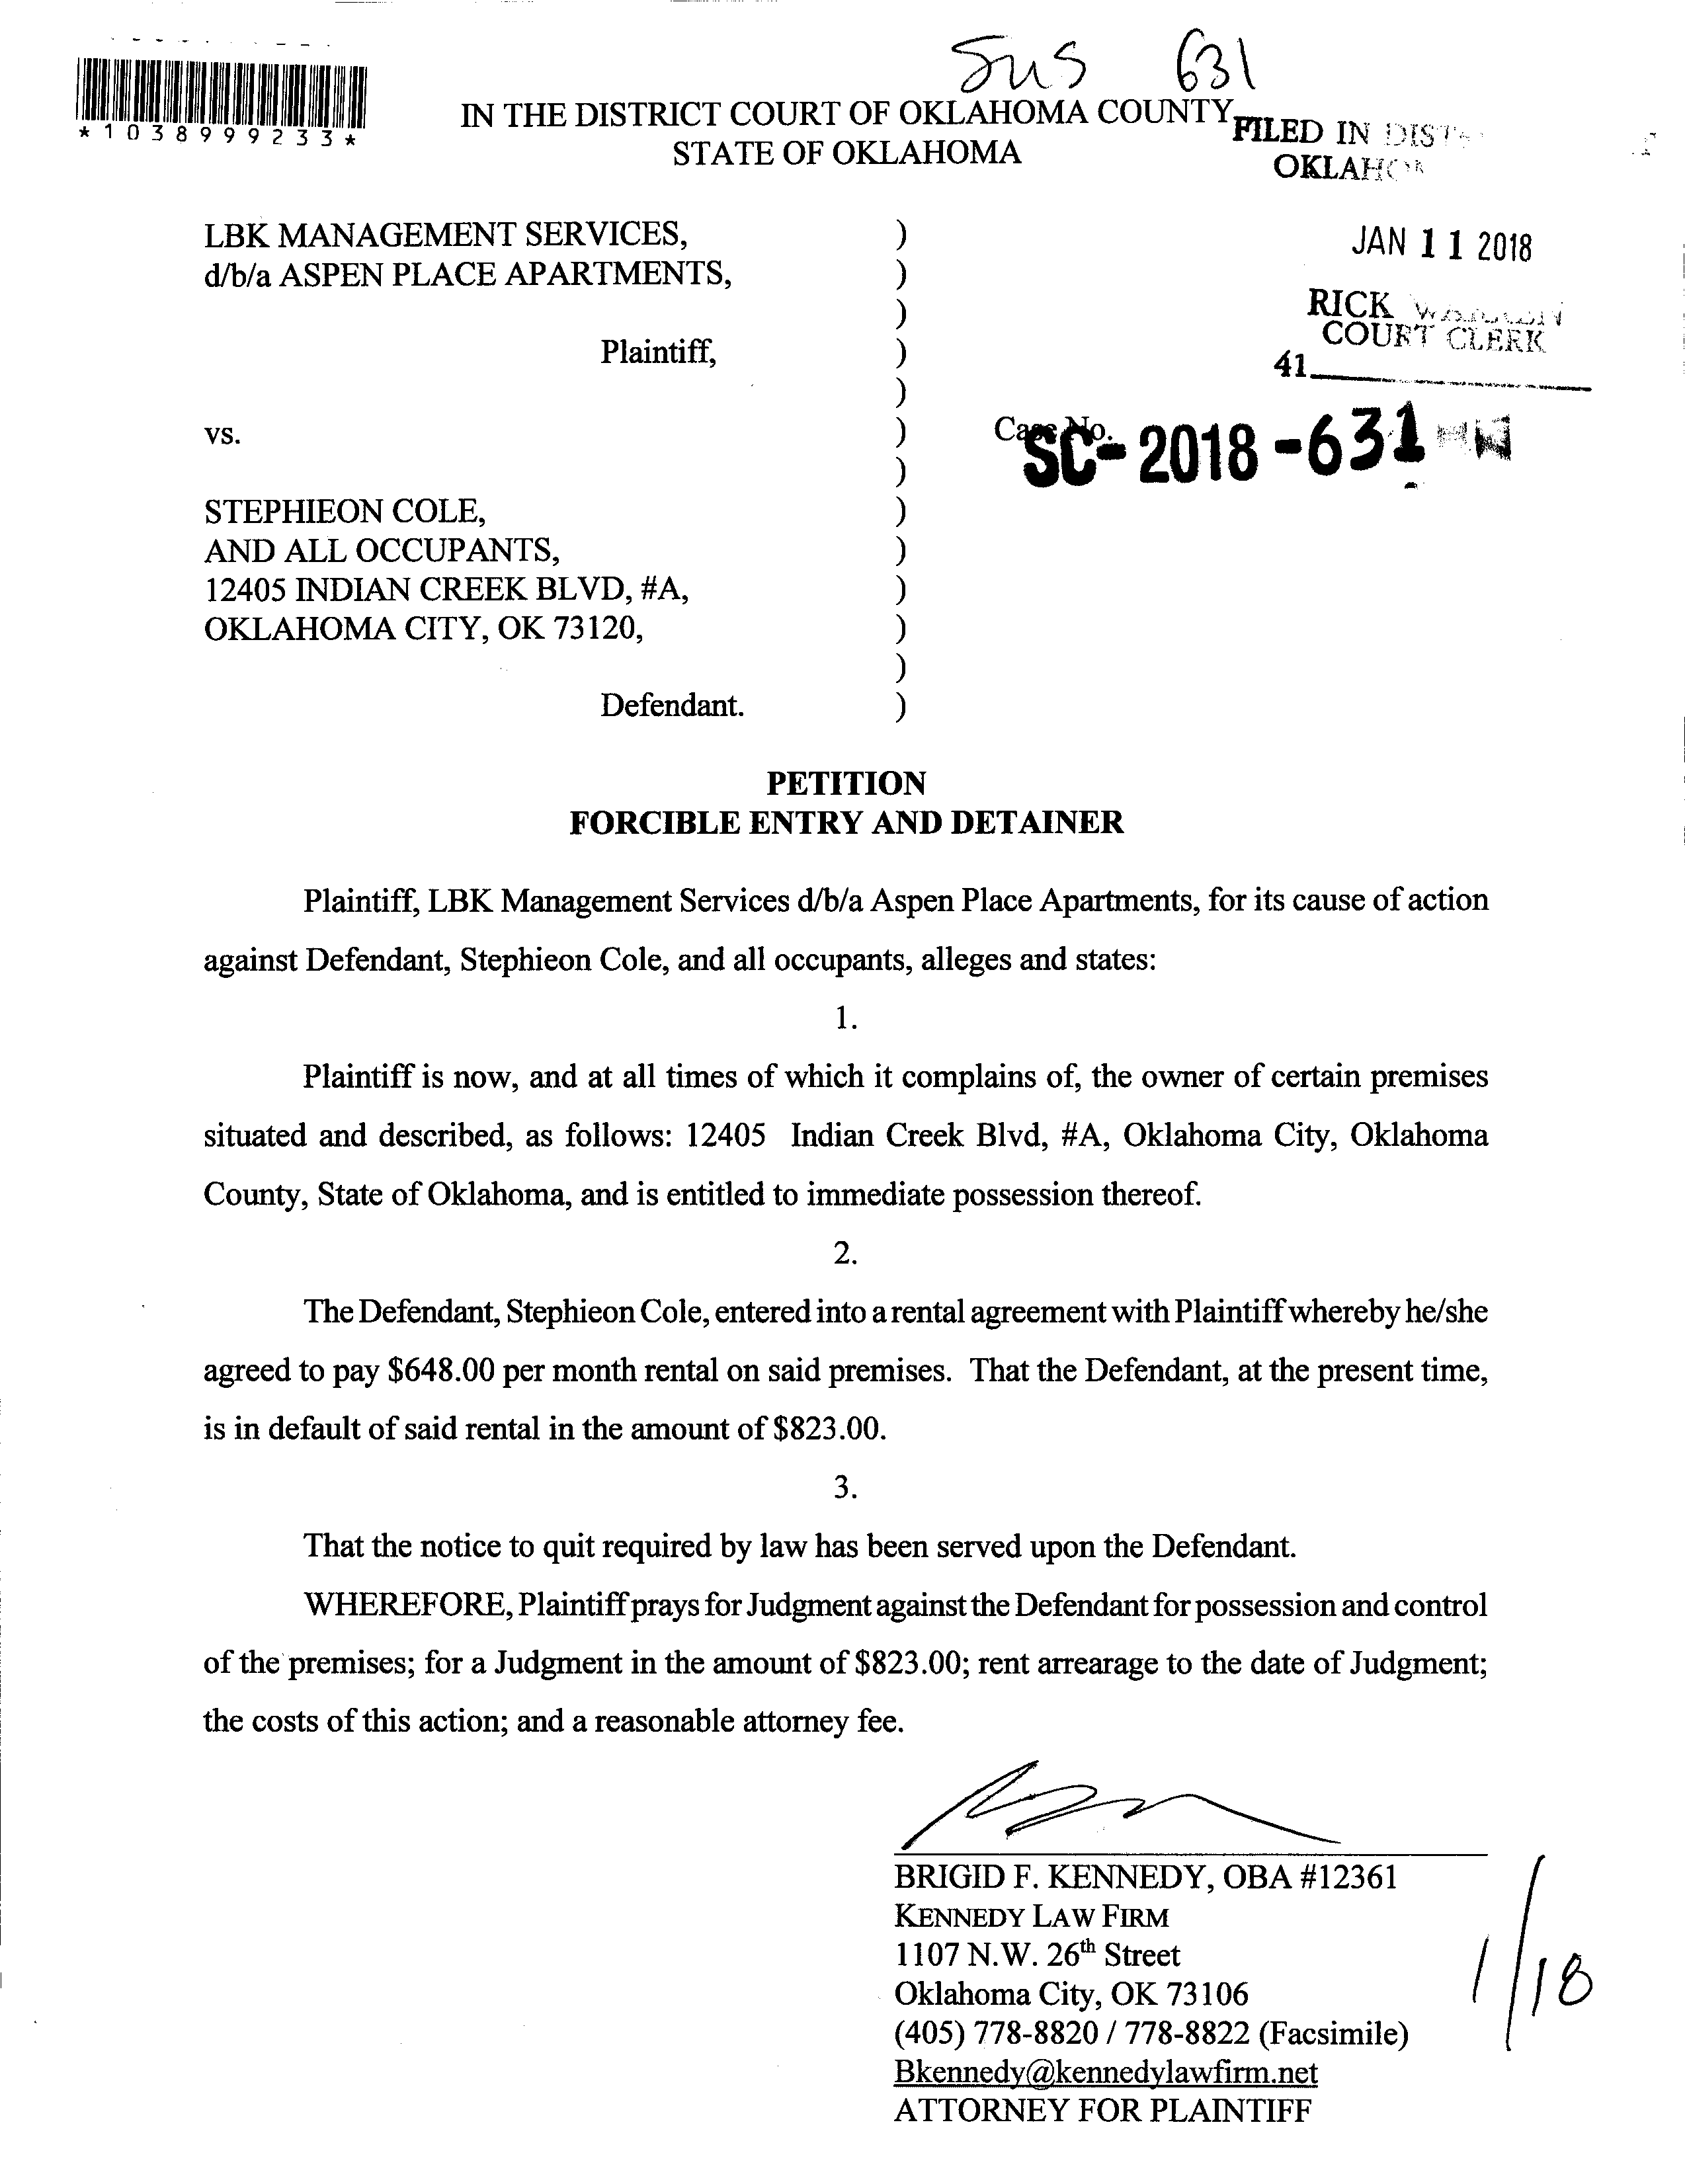 SuS 631
*1038999233*
IN THE DISTRICT COURT OF OKLAHOMA COUNTY
STATE OF OKLAHOMA
FILED IN DIST
OKLAHO
LBK MANAGEMENT SERVICES, )
d/b/a ASPEN PLACE APARTMENTS, )
)
Plaintiff, )
)
vs. )
)
STEPHIEON COLE, )
AND ALL OCCUPANTS, )
12405 INDIAN CREEK BLVD, #A, )
OKLAHOMA CITY, OK 73120, )
)
Defendant. )
JAN 11 2018
RICK WARREN
COURT CLERK
41
Case No.
SC-2018-631
PETITION
FORCIBLE ENTRY AND DETAINER
Plaintiff, LBK Management Services d/b/a Aspen Place Apartments, for its cause of action
against Defendant, Stephieon Cole, and all occupants, alleges and states:
1.
Plaintiff is now, and at all times of which it complains of, the owner of certain premises
situated and described, as follows: 12405 Indian Creek Blvd, #A, Oklahoma City, Oklahoma
County, State of Oklahoma, and is entitled to immediate possession thereof.
2.
The Defendant, Stephieon Cole, entered into a rental agreement with Plaintiff whereby he/she
agreed to pay $648.00 per month rental on said premises. That the Defendant, at the present time,
is in default of said rental in the amount of $823.00.
3.
That the notice to quit required by law has been served upon the Defendant.
WHEREFORE, Plaintiff prays for Judgment against the Defendant for possession and control
of the premises; for a Judgment in the amount of $823.00; rent arrearage to the date of Judgment;
the costs of this action; and a reasonable attorney fee.
BRIGID F. KENNEDY, OBA #12361
KENNEDY LAW FIRM
1107 N.W. 26th Street
Oklahoma City, OK 73106
(405) 778-8820 / 778-8822 (Facsimile)
Bkennedy@kennedylawfirm.net
ATTORNEY FOR PLAINTIFF
1/18